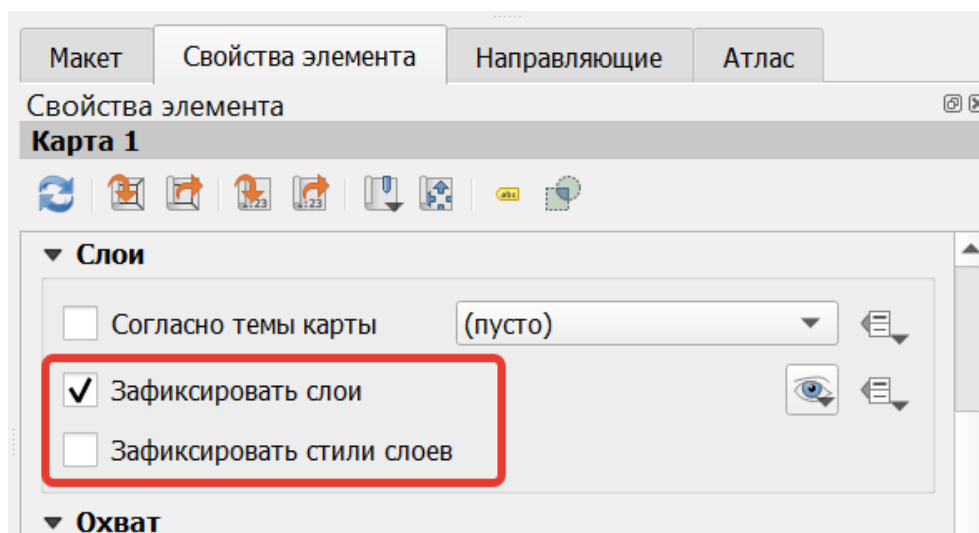 Макет Свойства элемента Направляющие Атлас
Свойства элемента
Карта 1
Слои
Согласно темы карты (пусто)
Зафиксировать слои
Зафиксировать стили слоев
Охват